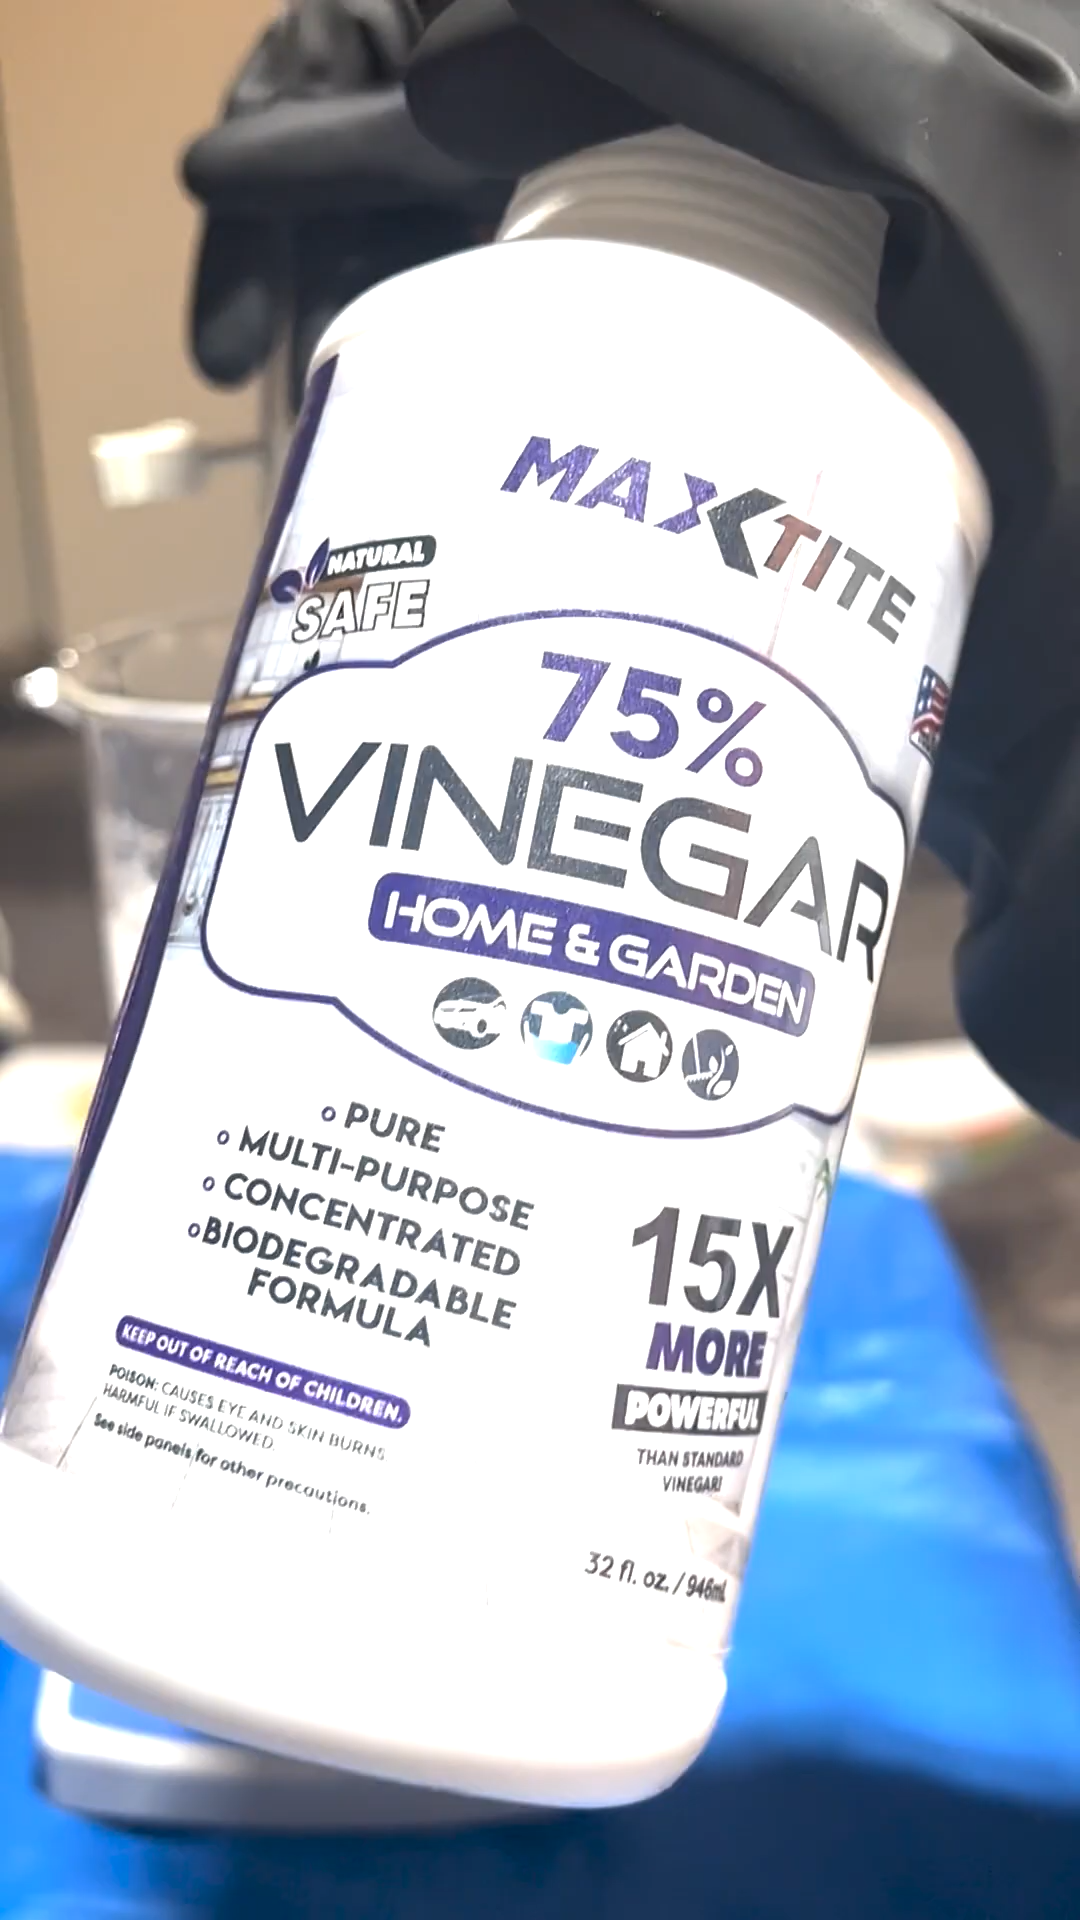 MAXTITE
NATURAL
SAFE
75%
VINEGAR
HOME & GARDEN
o PURE
o MULTI-PURPOSE
o CONCENTRATED
o BIODEGRADABLE
FORMULA
15X
MORE
POWERFUL
THAN STANDARD
VINEGAR!
KEEP OUT OF REACH OF CHILDREN.
POISON: CAUSES EYE AND SKIN BURNS
HARMFUL IF SWALLOWED.
See side panels for other precautions.
32 fl. oz. / 946mL